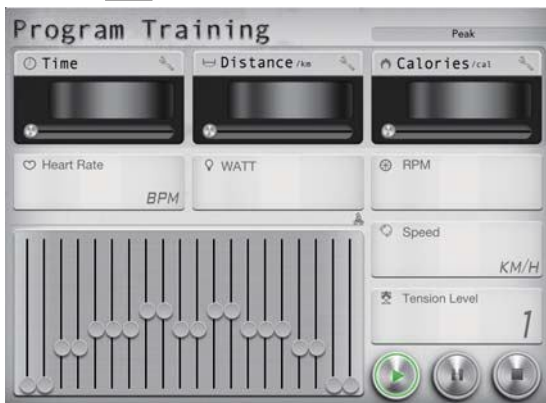 Program Training
Peak
Time
Distance/km
Calories/cal
Heart Rate
BPM
WATT
RPM
Speed
KM/H
Tension Level
1